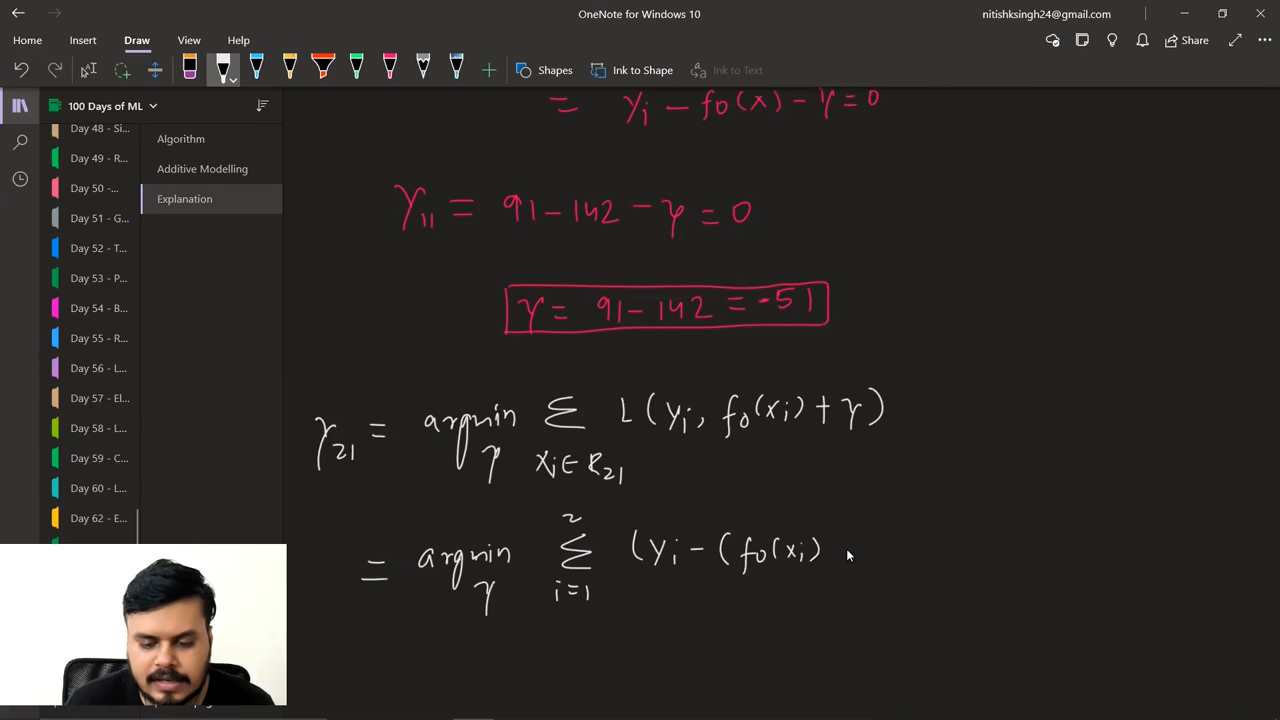 OneNote for Windows 10
nitishksingh24@gmail.com
Home Insert Draw View Help
Share
Shapes Ink to Shape Ink to Text
100 Days of ML
Day 48 - Si...
Day 49 - R...
Day 50 -...
Day 51 - G...
Day 52 - T...
Day 53 - P...
Day 54 - B...
Day 55 - R...
Day 56 - L...
Day 57 - El...
Day 58 - L...
Day 59 - C...
Day 60 - L...
Day 62 - E...
Algorithm
Additive Modelling
Explanation
= yi - f0(x) - γ = 0
γ11 = 91 - 142 - γ = 0
γ = 91 - 142 = -51
γ21 = argmin γ Σ xi ∈ R21 L(yi, f0(xi) + γ)
= argmin γ Σ i=1 2 (yi - (f0(xi)